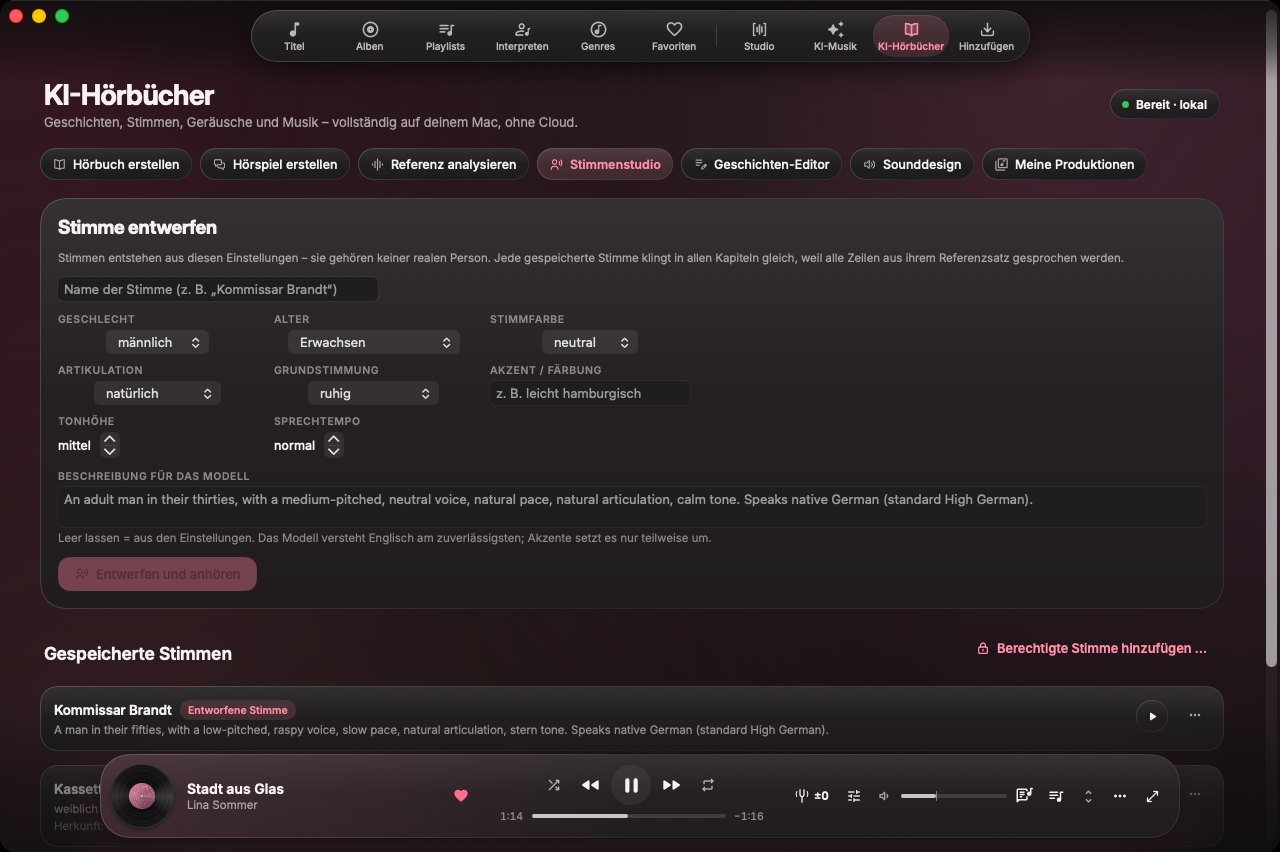 Titel
Alben
Playlists
Interpreten
Genres
Favoriten
Studio
KI-Musik
KI-Hörbücher
Hinzufügen
KI-Hörbücher
Geschichten, Stimmen, Geräusche und Musik – vollständig auf deinem Mac, ohne Cloud.
Bereit · lokal
Hörbuch erstellen
Hörspiel erstellen
Referenz analysieren
Stimmenstudio
Geschichten-Editor
Sounddesign
Meine Produktionen
Stimme entwerfen
Stimmen entstehen aus diesen Einstellungen – sie gehören keiner realen Person. Jede gespeicherte Stimme klingt in allen Kapiteln gleich, weil alle Zeilen aus ihrem Referenzsatz gesprochen werden.
Name der Stimme (z. B. „Kommissar Brandt“)
GESCHLECHT
ALTER
STIMMFARBE
männlich
Erwachsen
neutral
ARTIKULATION
GRUNDSTIMMUNG
AKZENT / FÄRBUNG
natürlich
ruhig
z. B. leicht hamburgisch
TONHÖHE
SPRECHTEMPO
mittel
normal
BESCHREIBUNG FÜR DAS MODELL
An adult man in their thirties, with a medium-pitched, neutral voice, natural pace, natural articulation, calm tone. Speaks native German (standard High German).
Leer lassen = aus den Einstellungen. Das Modell versteht Englisch am zuverlässigsten; Akzente setzt es nur teilweise um.
Entwerfen und anhören
Gespeicherte Stimmen
Berechtigte Stimme hinzufügen ...
Kommissar Brandt
Entworfene Stimme
A man in their fifties, with a low-pitched, raspy voice, slow pace, natural articulation, stern tone. Speaks native German (standard High German).
weiblich
Herkunft:
Stadt aus Glas
Lina Sommer
1:14
−1:16
±0